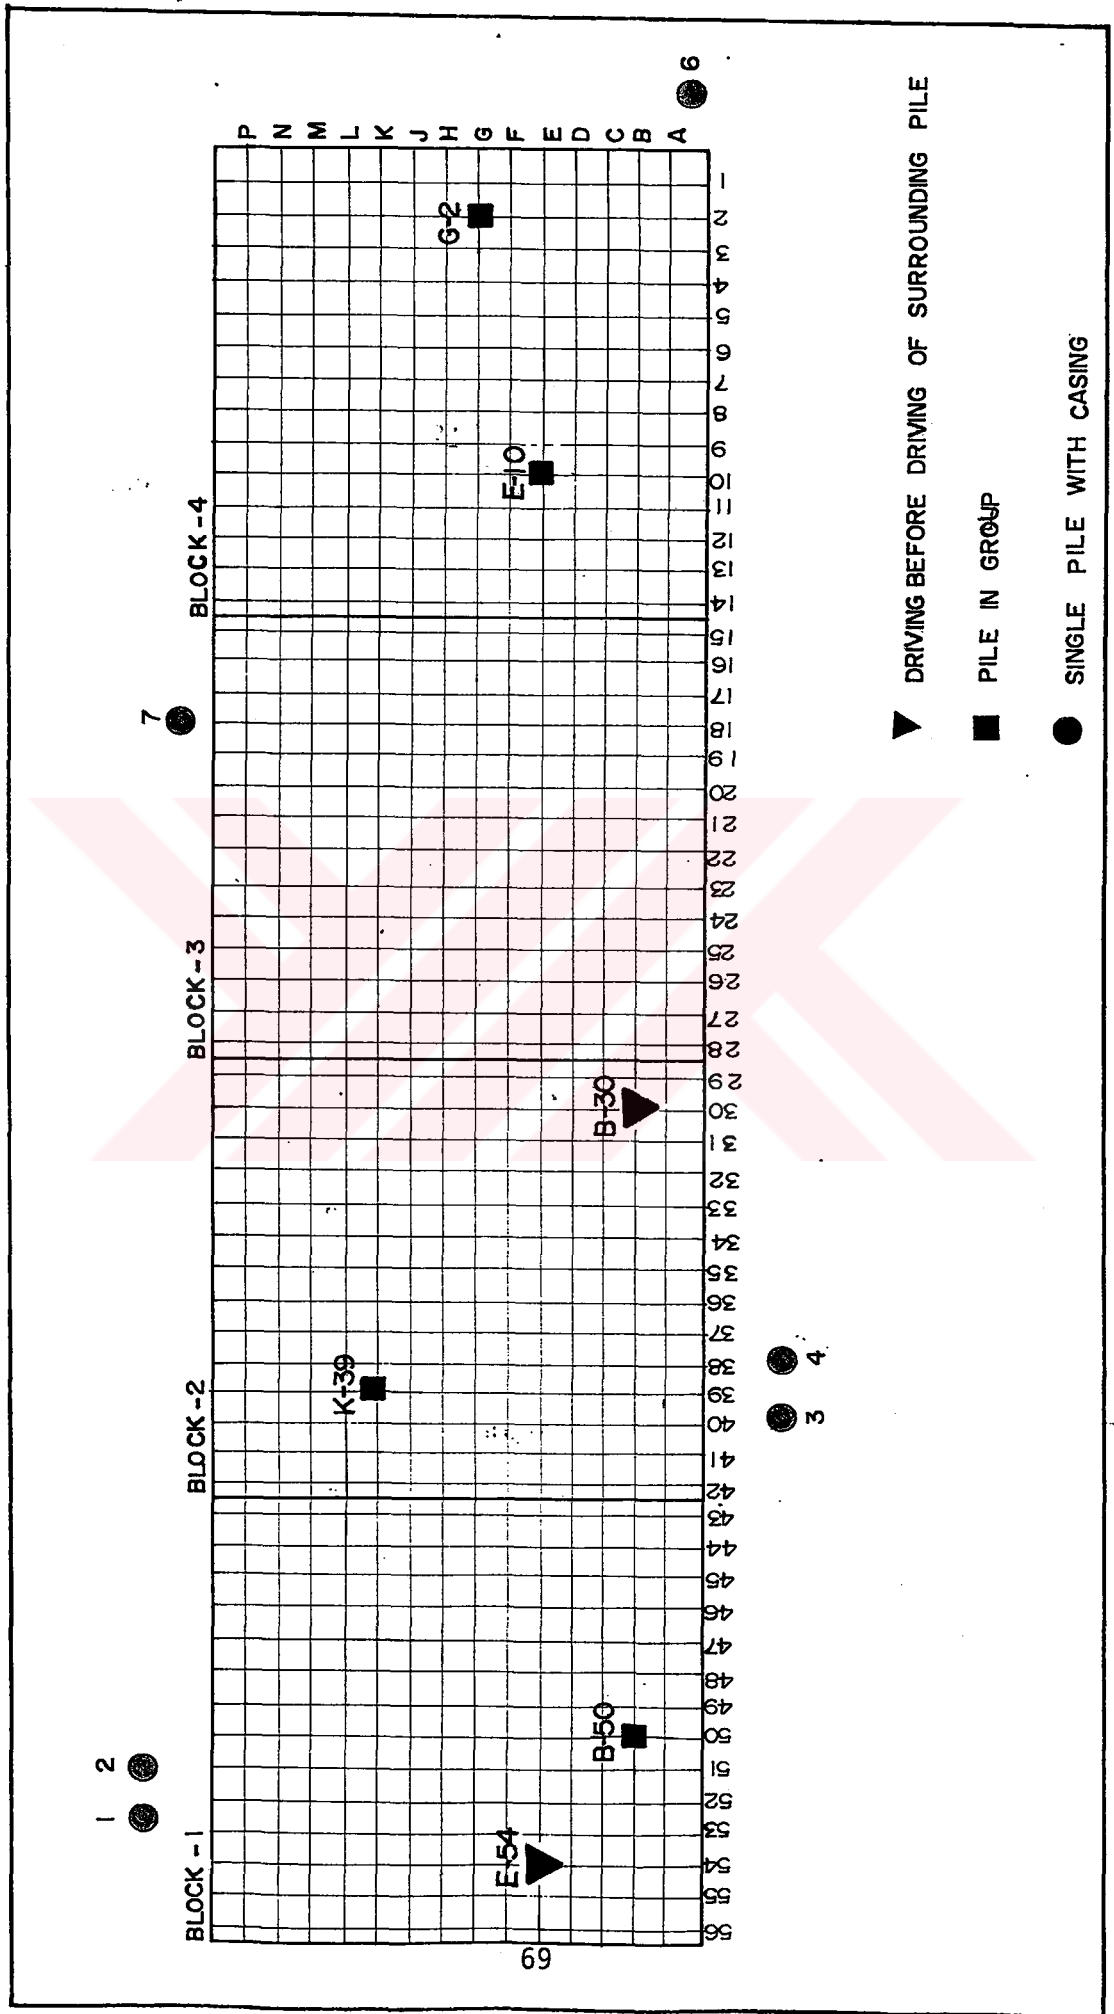 1 2
7
6
BLOCK-1
BLOCK-2
BLOCK-3
BLOCK-4
P
N
M
L
K
J
H
G
F
E
D
C
B
A
G-2
E-10
K-39
B-30
B-50
E-54
56 55 54 53 52 51 50 49 48 47 46 45 44 43 42 41 40 39 38 37 36 35 34 33 32 31 30 29 28 27 26 25 24 23 22 21 20 19 18 17 16 15 14 13 12 11 10 9 8 7 6 5 4 3 2 1
3 4
DRIVING BEFORE DRIVING OF SURROUNDING PILE
PILE IN GROUP
SINGLE PILE WITH CASING
69